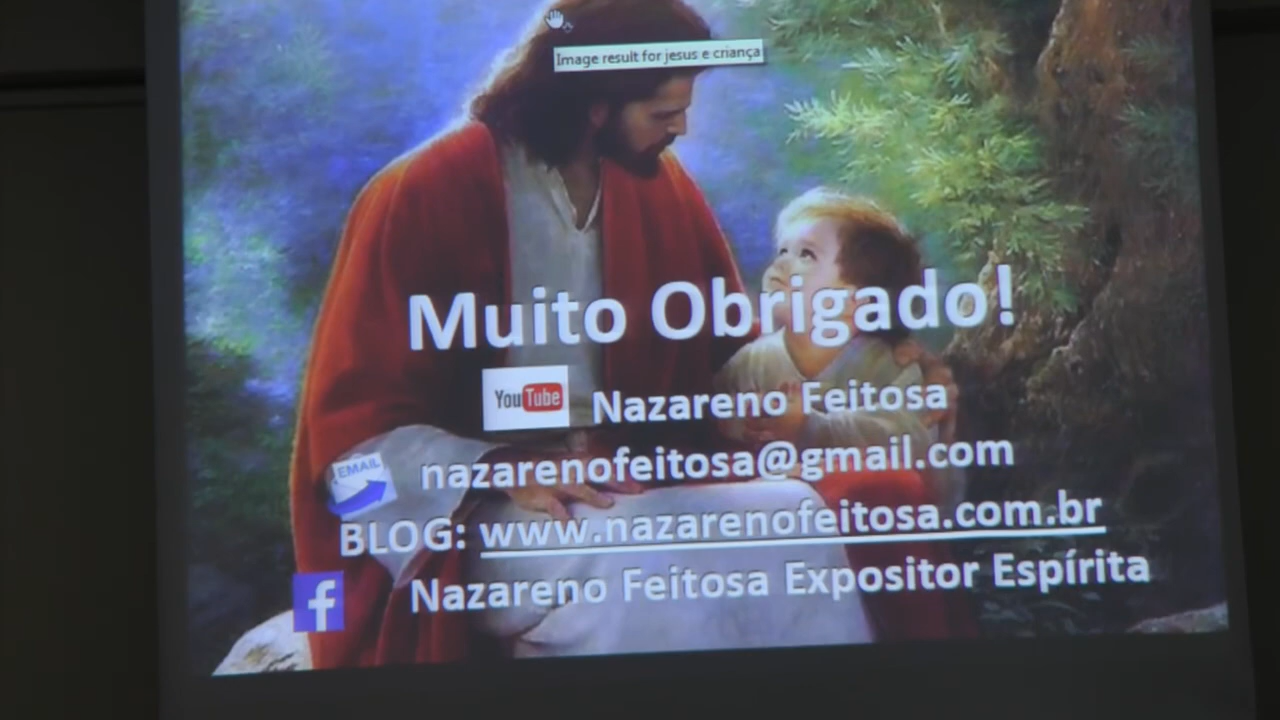 Image result for jesus e criança
Muito Obrigado!
YouTube Nazareno Feitosa
EMAIL nazarenofeitosa@gmail.com
BLOG: www.nazarenofeitosa.com.br
f Nazareno Feitosa Expositor Espírita